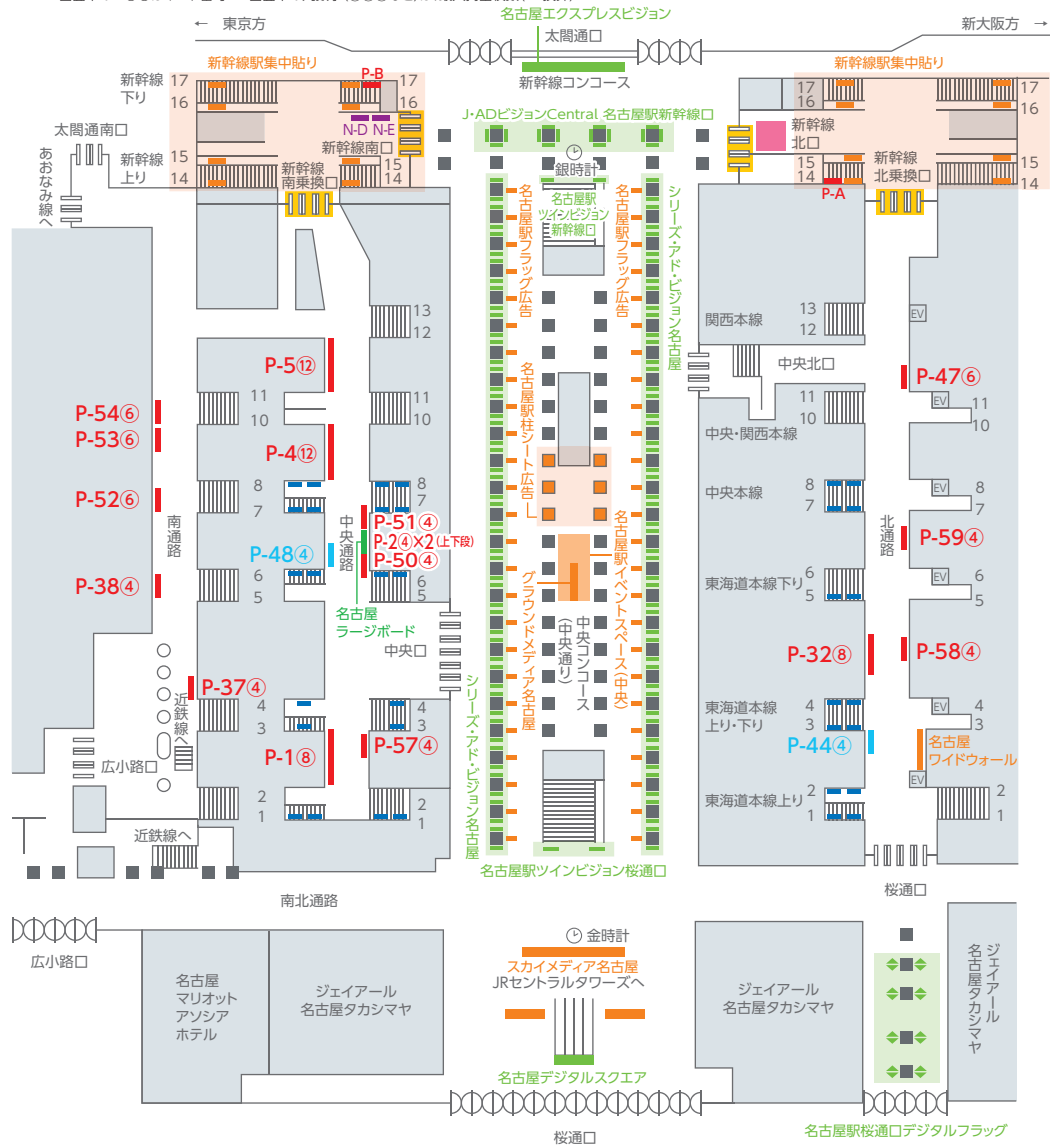 名古屋エクスプレスビジョン
← 東京方
太閤通口
新大阪方 →
新幹線駅集中貼り
新幹線コンコース
新幹線駅集中貼り
新幹線
下り
17
16
P-B
17
16
N-D N-E
新幹線南口
太閤通南口
あおなみ線へ
新幹線
上り
15
14
新幹線
南乗換口
15
14
J・ADビジョンCentral 名古屋駅新幹線口
銀時計
名古屋駅
ツインビジョン
新幹線口
17
16
新幹線
北口
15
14
P-A
新幹線
北乗換口
17
16
15
14
名古屋駅フラッグ広告
名古屋駅フラッグ広告
シリーズ・アド・ビジョン名古屋
13
12
関西本線
13
12
EV
中央北口
P-5⑫
P-47⑥
11
10
11
10
11
10
EV
11
10
P-54⑥
P-53⑥
P-4⑫
名古屋駅柱シート広告
中央・関西本線
8
7
8
7
中央本線
8
7
EV
8
7
P-52⑥
南通路
中央通路
P-51④
P-2④×2(上下段)
P-50④
P-48④
北通路
P-59④
P-38④
6
5
6
5
東海道本線下り
6
5
EV
6
5
名古屋
ラージボード
中央口
グラウンドメディア名古屋
中央コンコース
(中央通り)
名古屋駅イベントスペース(中央)
P-32⑧
P-58④
P-37④
近鉄線へ
4
3
4
3
東海道本線
上り・下り
4
3
EV
4
3
広小路口
P-1⑧
P-57④
シリーズ・アド・ビジョン名古屋
P-44④
名古屋
ワイドウォール
EV
2
1
2
1
東海道本線上り
2
1
2
1
近鉄線へ
名古屋駅ツインビジョン桜通口
桜通口
南北通路
広小路口
金時計
スカイメディア名古屋
JRセントラルタワーズへ
名古屋
マリオット
アソシア
ホテル
ジェイアール
名古屋タカシマヤ
ジェイアール
名古屋タカシマヤ
ジェイアール
名古屋タカシマヤ
名古屋デジタルスクエア
桜通口
名古屋駅桜通口デジタルフラッグ